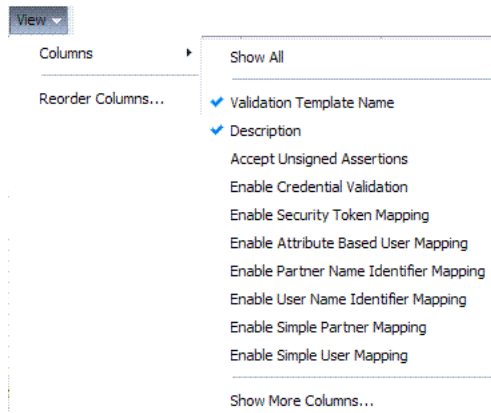 View
Columns
Reorder Columns...
Show All
Validation Template Name
Description
Accept Unsigned Assertions
Enable Credential Validation
Enable Security Token Mapping
Enable Attribute Based User Mapping
Enable Partner Name Identifier Mapping
Enable User Name Identifier Mapping
Enable Simple Partner Mapping
Enable Simple User Mapping
Show More Columns...